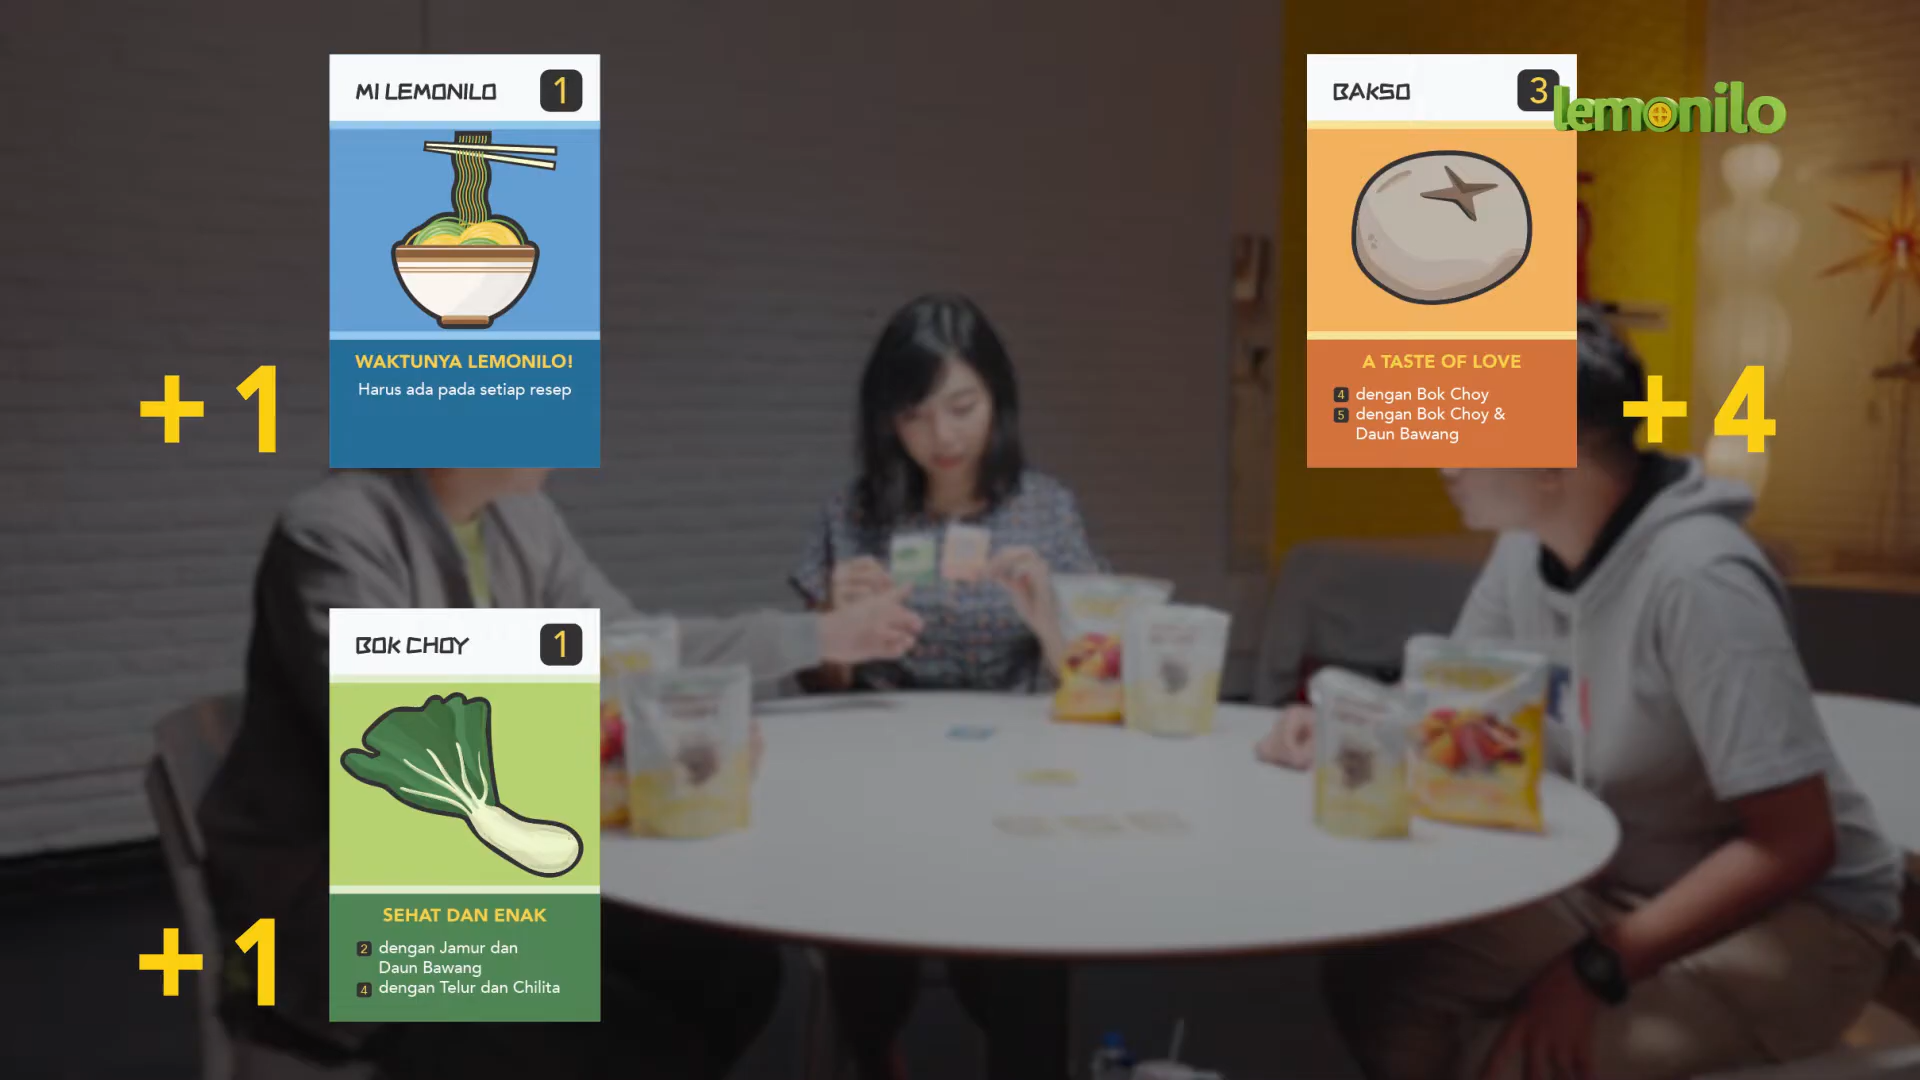 MI LEMONILO 1
WAKTUNYA LEMONILO!
Harus ada pada setiap resep
+ 1
BAKSO 3
lemonilo
A TASTE OF LOVE
4 dengan Bok Choy
5 dengan Bok Choy &
Daun Bawang
+ 4
BOK CHOY 1
SEHAT DAN ENAK
2 dengan Jamur dan
Daun Bawang
4 dengan Telur dan Chilita
+ 1